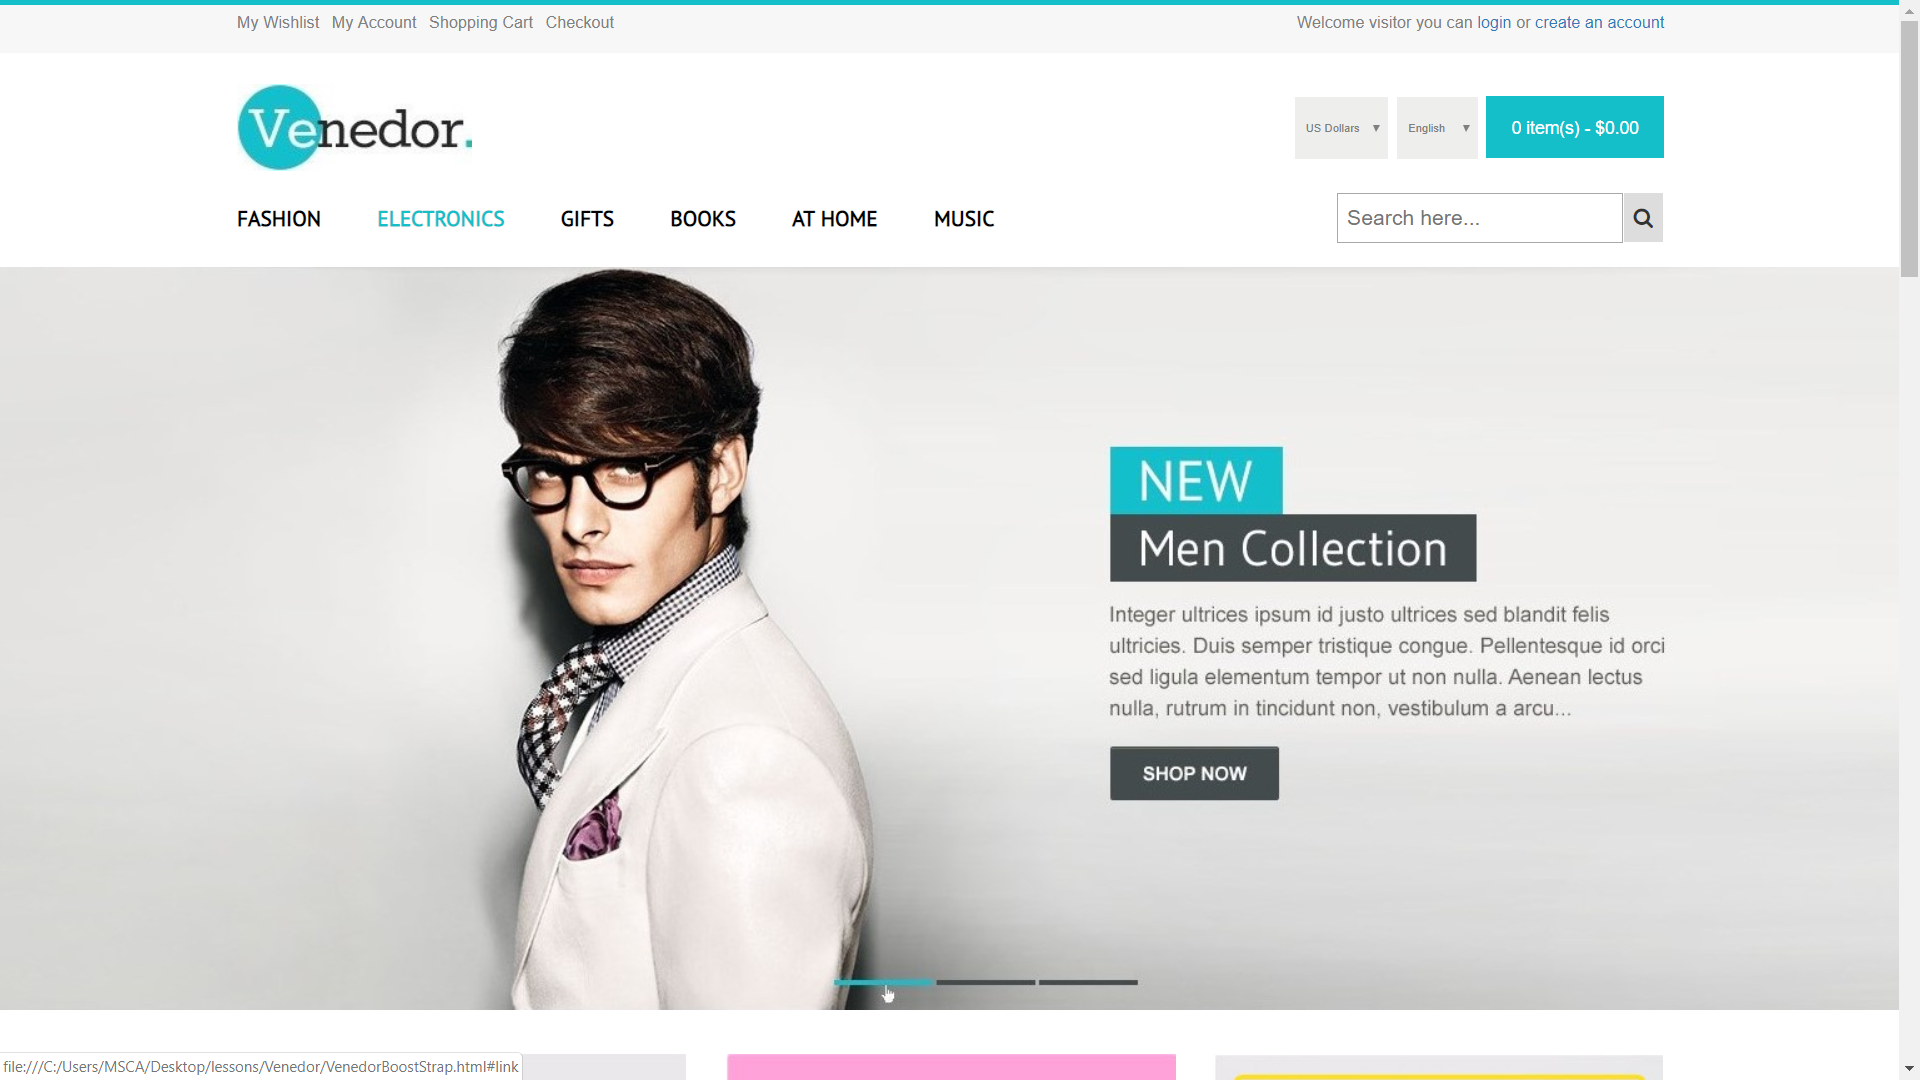 My Wishlist My Account Shopping Cart Checkout
Welcome visitor you can login or create an account
Venedor.
US Dollars ▼
English ▼
0 item(s) - $0.00
FASHION ELECTRONICS GIFTS BOOKS AT HOME MUSIC
Search here...
NEW
Men Collection
Integer ultrices ipsum id justo ultrices sed blandit felis
ultricies. Duis semper tristique congue. Pellentesque id orci
sed ligula elementum tempor ut non nulla. Aenean lectus
nulla, rutrum in tincidunt non, vestibulum a arcu...
SHOP NOW
file:///C:/Users/MSCA/Desktop/lessons/Venedor/VenedorBoostStrap.html#link